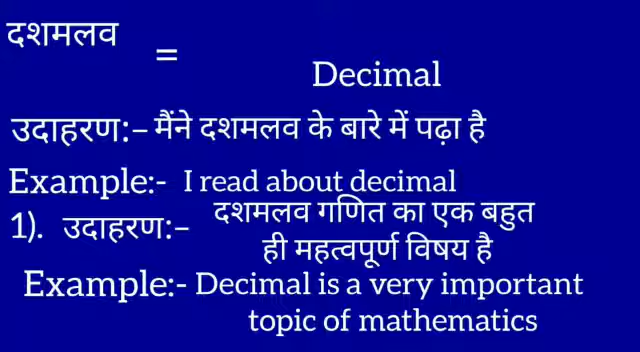 दशमलव = Decimal
उदाहरण:– मैंने दशमलव के बारे में पढ़ा है
Example:- I read about decimal
1). उदाहरण:– दशमलव गणित का एक बहुत
ही महत्वपूर्ण विषय है
Example:- Decimal is a very important
topic of mathematics